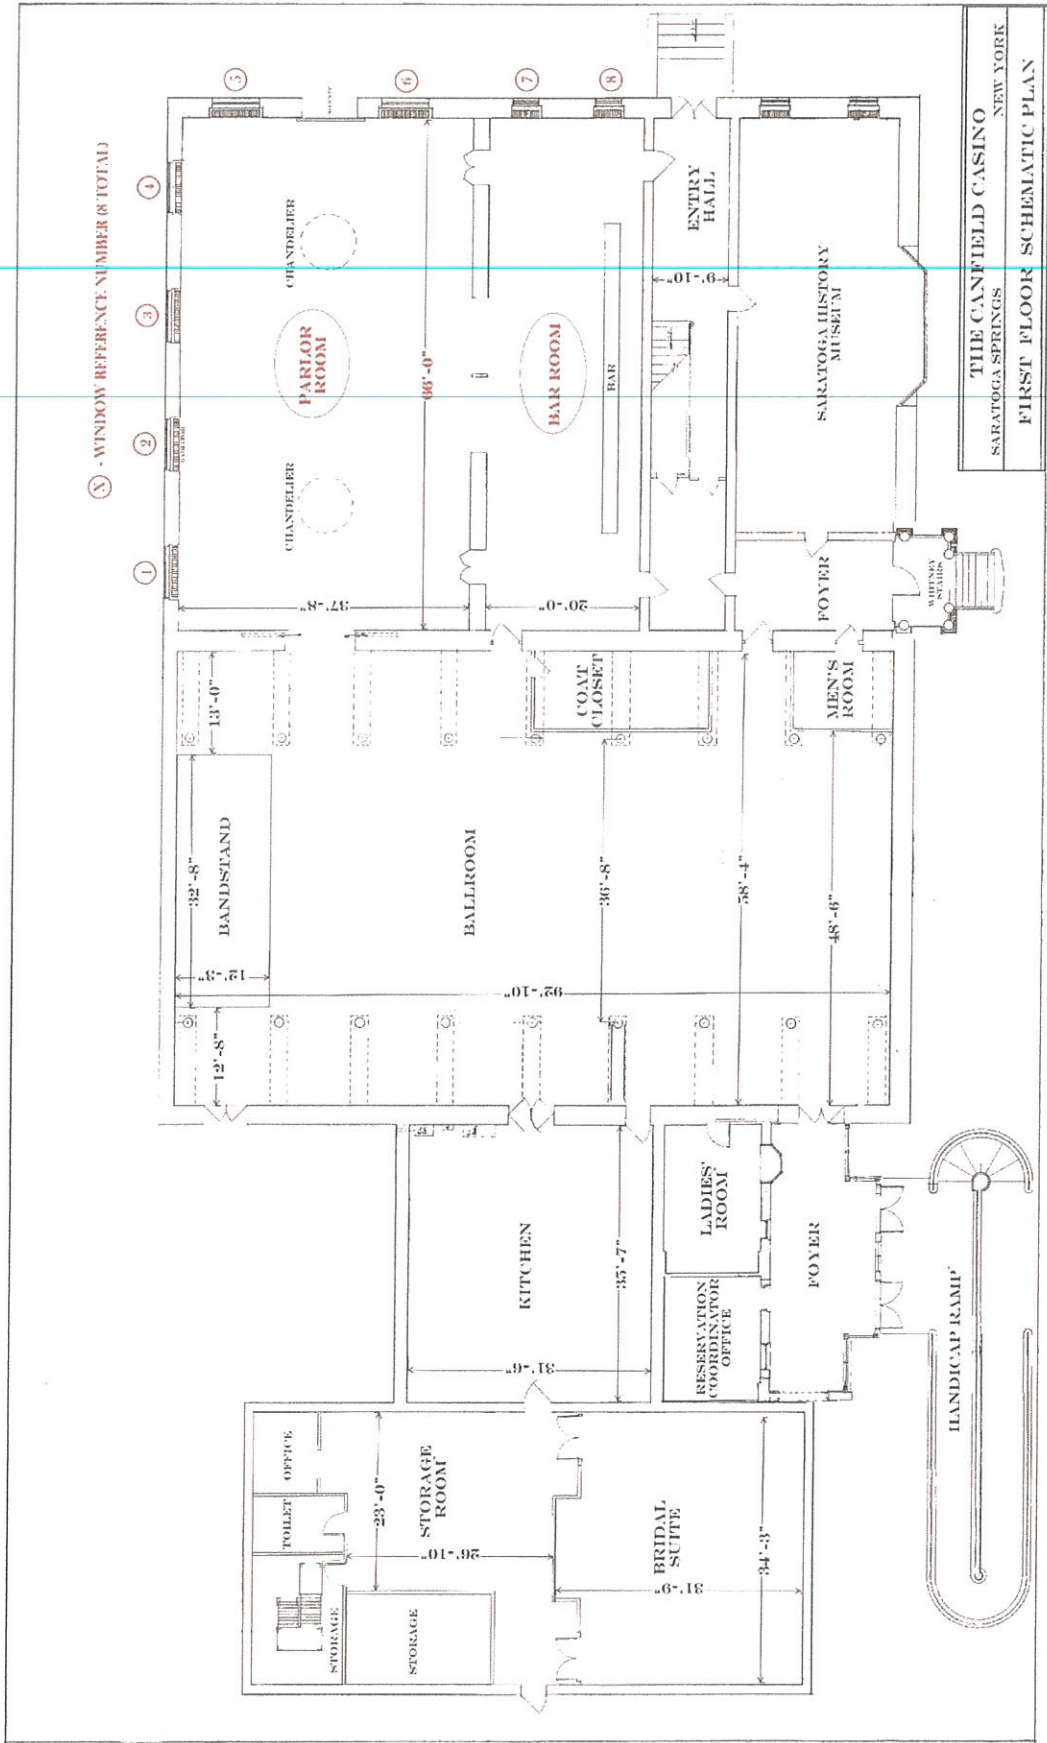 Ⓧ - WINDOW REFERENCE NUMBER (8 TOTAL)
1
2
3
4
5
6
7
8
CHANDELIER
CHANDELIER
PARLOR
ROOM
66'-0"
37'-8"
BAR ROOM
BAR
20'-0"
ENTRY
HALL
9'-10"
SARATOGA HISTORY
MUSEUM
FOYER
WHITNEY
STAIRS
13'-0"
32'-8"
BANDSTAND
12'-3"
12'-8"
BALLROOM
92'-10"
COAT
CLOSET
MEN'S
ROOM
36'-8"
58'-4"
48'-6"
KITCHEN
31'-6"
35'-7"
LADIES'
ROOM
RESERVATION
COORDINATOR
OFFICE
FOYER
HANDICAP RAMP
OFFICE
TOILET
STORAGE
STORAGE
23'-0"
STORAGE
ROOM
26'-10"
BRIDAL
SUITE
31'-9"
34'-3"
THE CANFIELD CASINO
SARATOGA SPRINGS NEW YORK
FIRST FLOOR SCHEMATIC PLAN